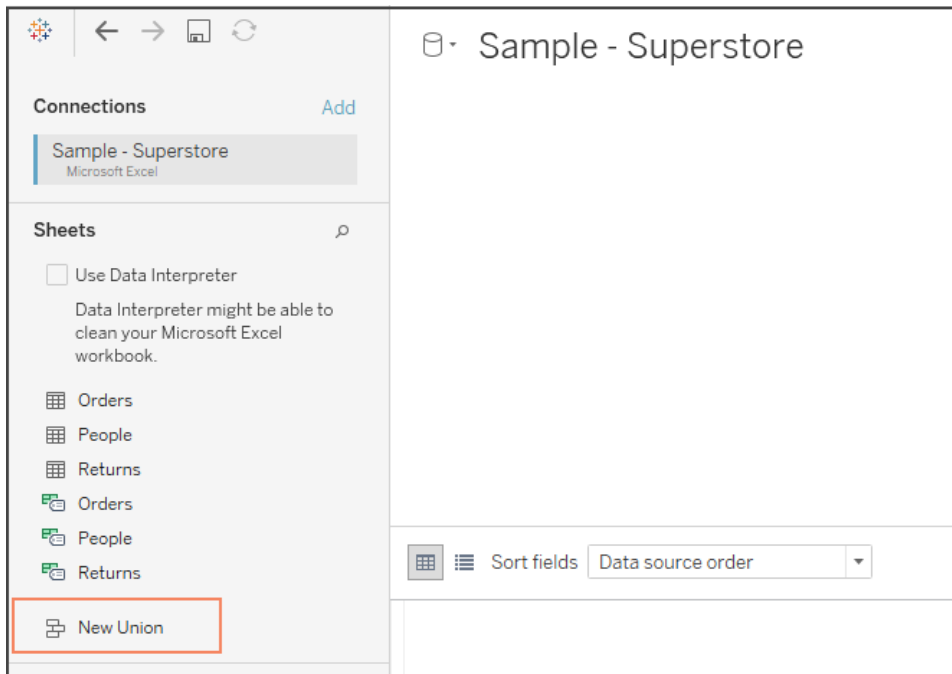 Connections
Add
Sample - Superstore
Microsoft Excel
Sheets
Use Data Interpreter
Data Interpreter might be able to
clean your Microsoft Excel
workbook.
Orders
People
Returns
Orders
People
Returns
New Union
Sample - Superstore
Sort fields
Data source order